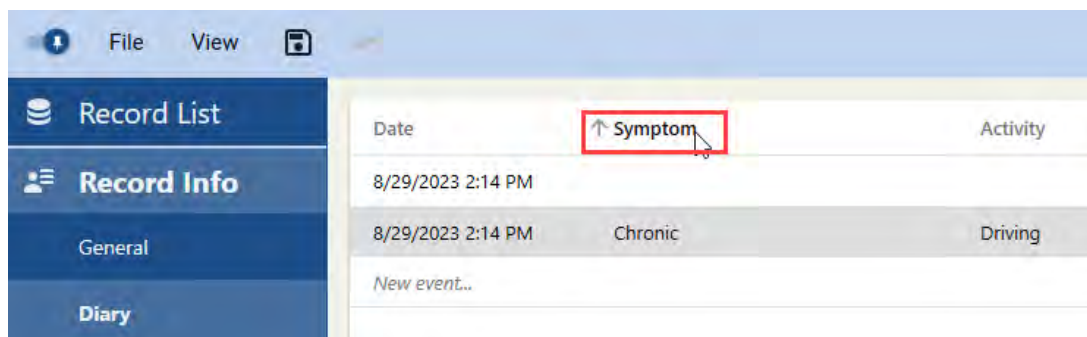 File View
Record List
Record Info
General
Diary
Date ↑ Symptom Activity
8/29/2023 2:14 PM
8/29/2023 2:14 PM Chronic Driving
New event...